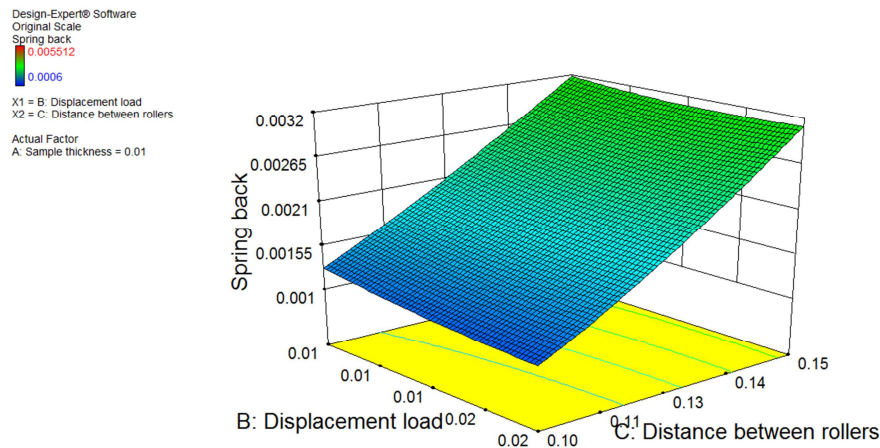 Design-Expert® Software
Original Scale
Spring back
0.005512
0.0006
X1 = B: Displacement load
X2 = C: Distance between rollers
Actual Factor
A: Sample thickness = 0.01
0.0032
0.00265
0.0021
0.00155
0.001
Spring back
0.01
0.01
0.01
0.02
0.02
B: Displacement load
0.10
0.11
0.13
0.14
0.15
C: Distance between rollers